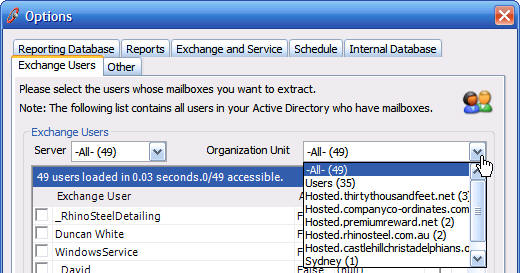 Options
Reporting Database Reports Exchange and Service Schedule Internal Database
Exchange Users Other
Please select the users whose mailboxes you want to extract.
Note: The following list contains all users in your Active Directory who have mailboxes.
Exchange Users
Server -All- (49) Organization Unit -All- (49)
49 users loaded in 0.03 seconds.0/49 accessible.
-All- (49)
Users (35)
Hosted.thirtythousandfeet.net (3
Hosted.companyco-ordinates.com
Hosted.premiumreward.net (2)
Hosted.rhinosteel.com.au (2)
Hosted.castlehillchristadelphians.o
Sydney (1)
Exchange User A
_RhinoSteelDetailing F
Duncan White F
WindowsService F
David